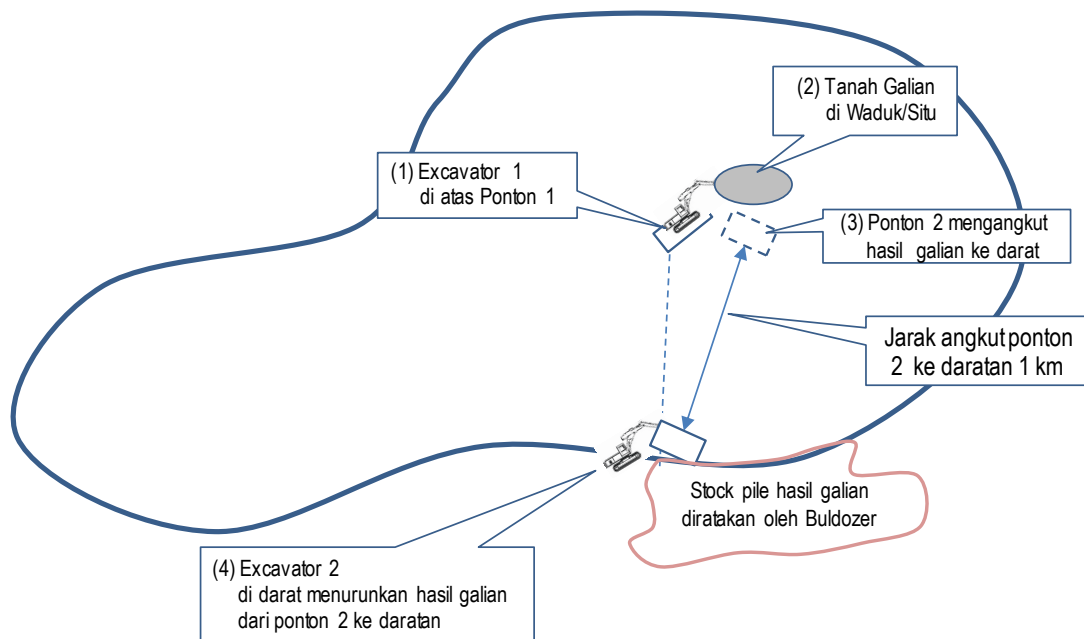 (2) Tanah Galian
di Waduk/Situ
(1) Excavator 1
di atas Ponton 1
(3) Ponton 2 mengangkut
hasil galian ke darat
Jarak angkut ponton
2 ke daratan 1 km
Stock pile hasil galian
diratakan oleh Buldozer
(4) Excavator 2
di darat menurunkan hasil galian
dari ponton 2 ke daratan